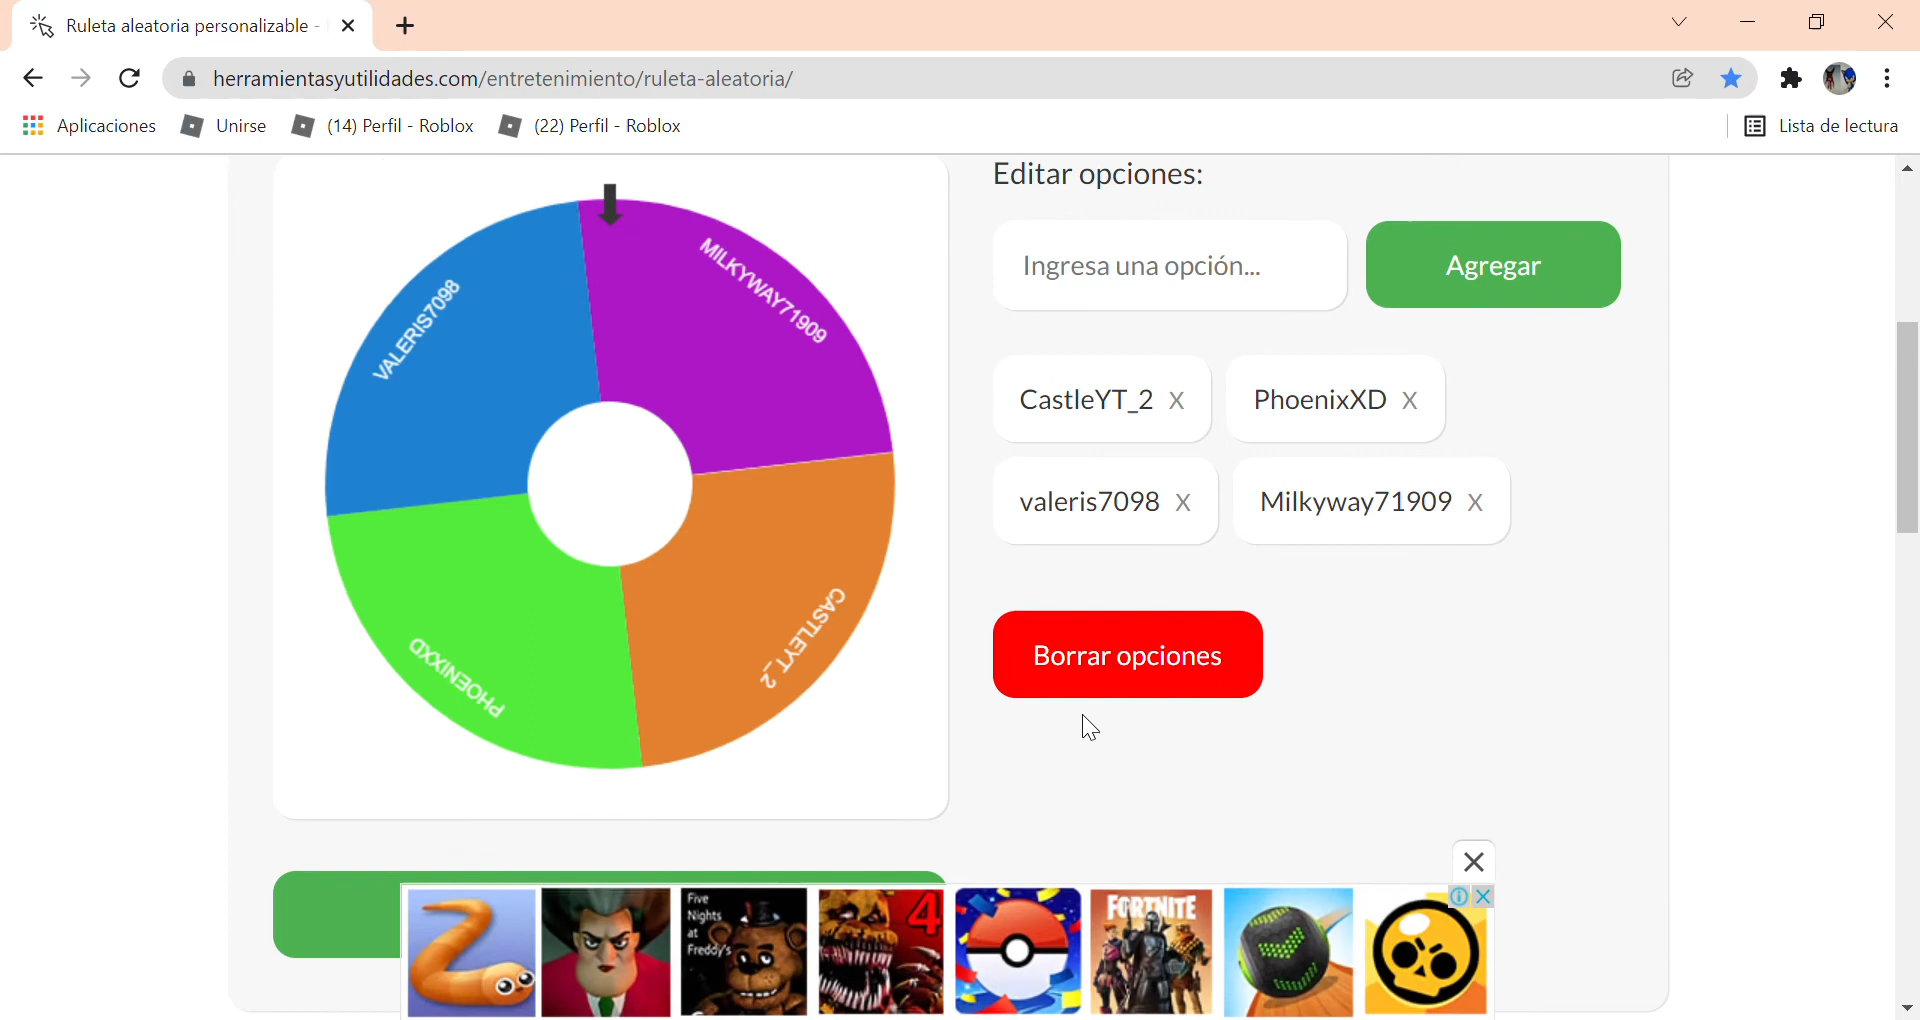 Ruleta aleatoria personalizable -
herramientasyutilidades.com/entretenimiento/ruleta-aleatoria/
Aplicaciones
Unirse
(14) Perfil - Roblox
(22) Perfil - Roblox
Lista de lectura
Editar opciones:
Ingresa una opción...
Agregar
MILKYWAY71909
VALERIS7098
CASTLEYT_2
PHOENIXXD
CastleYT_2 X
PhoenixXD X
valeris7098 X
Milkyway71909 X
Borrar opciones
Five
Nights
at
Freddy's
4
FORTNITE